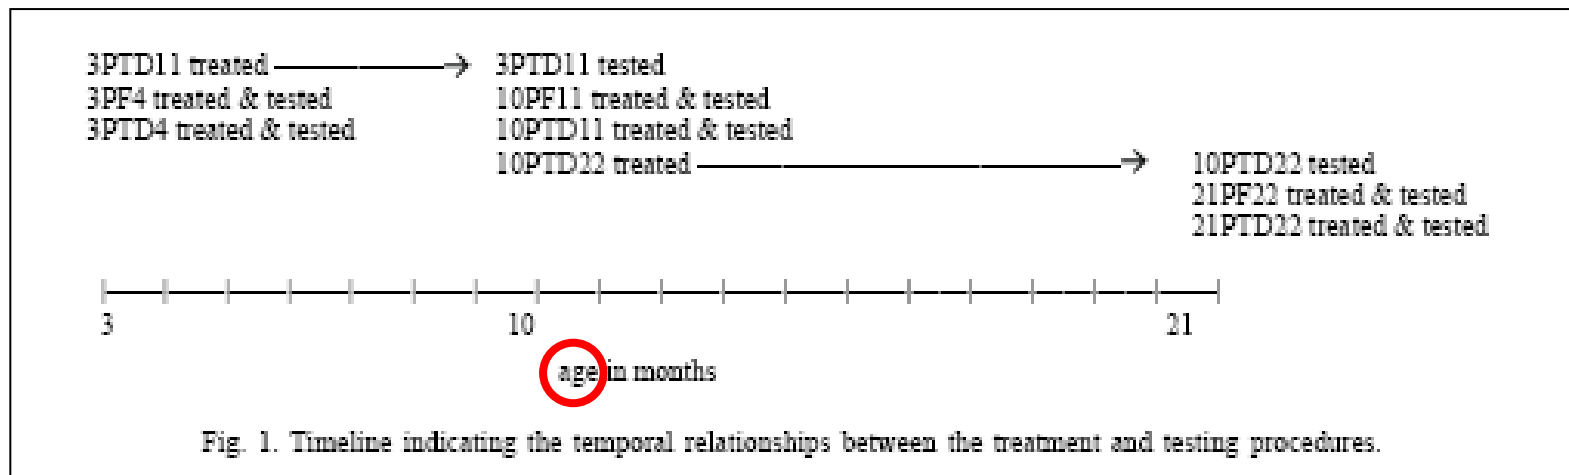 3PTD11 treated → 3PTD11 tested
3PF4 treated & tested 10PF11 treated & tested
3PTD4 treated & tested 10PTD11 treated & tested
10PTD22 treated → 10PTD22 tested
21PF22 treated & tested
21PTD22 treated & tested
3 10 21
age in months
Fig. 1. Timeline indicating the temporal relationships between the treatment and testing procedures.